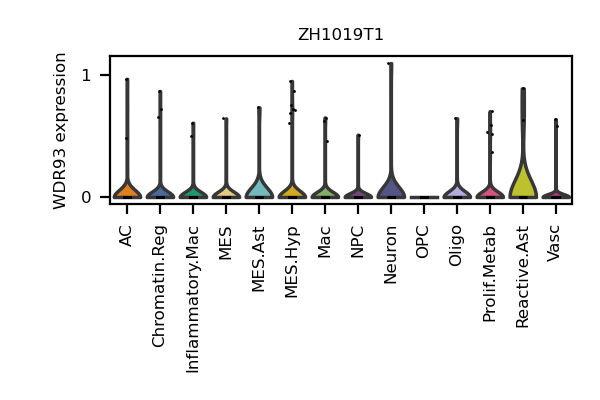 ZH1019T1
WDR93 expression
1
0
AC
Chromatin.Reg
Inflammatory.Mac
MES
MES.Ast
MES.Hyp
Mac
NPC
Neuron
OPC
Oligo
Prolif.Metab
Reactive.Ast
Vasc